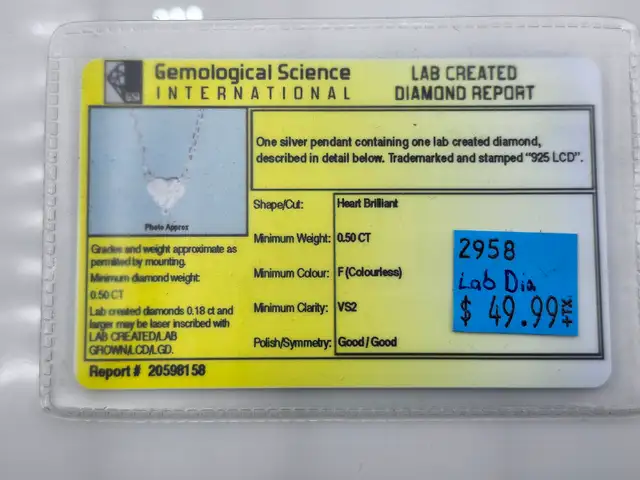 Gemological Science
INTERNATIONAL
LAB CREATED
DIAMOND REPORT
GSI
Photo Approx
One silver pendant containing one lab created diamond,
described in detail below. Trademarked and stamped "925 LCD".
Grades and weight approximate as
permitted by mounting.
Minimum diamond weight:
0.50 CT
Lab created diamonds 0.18 ct and
larger may be laser inscribed with
LAB CREATED/LAB
GROWN/LCD/LGD.
Shape/Cut: Heart Brilliant
Minimum Weight: 0.50 CT
Minimum Colour: F (Colourless)
Minimum Clarity: VS2
Polish/Symmetry: Good / Good
2958
Lab Dia
$ 49.99+TX
Report # 20598158